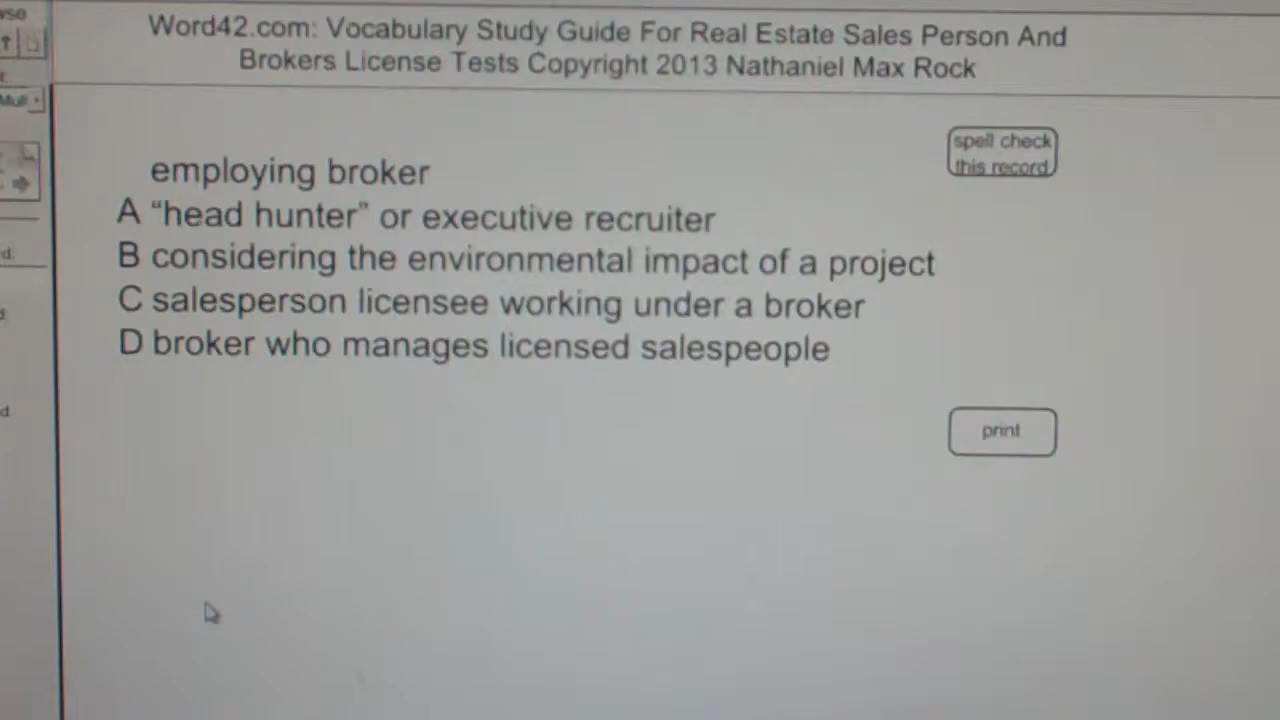 Word42.com: Vocabulary Study Guide For Real Estate Sales Person And
Brokers License Tests Copyright 2013 Nathaniel Max Rock
spell check
this record
employing broker
A “head hunter” or executive recruiter
B considering the environmental impact of a project
C salesperson licensee working under a broker
D broker who manages licensed salespeople
print